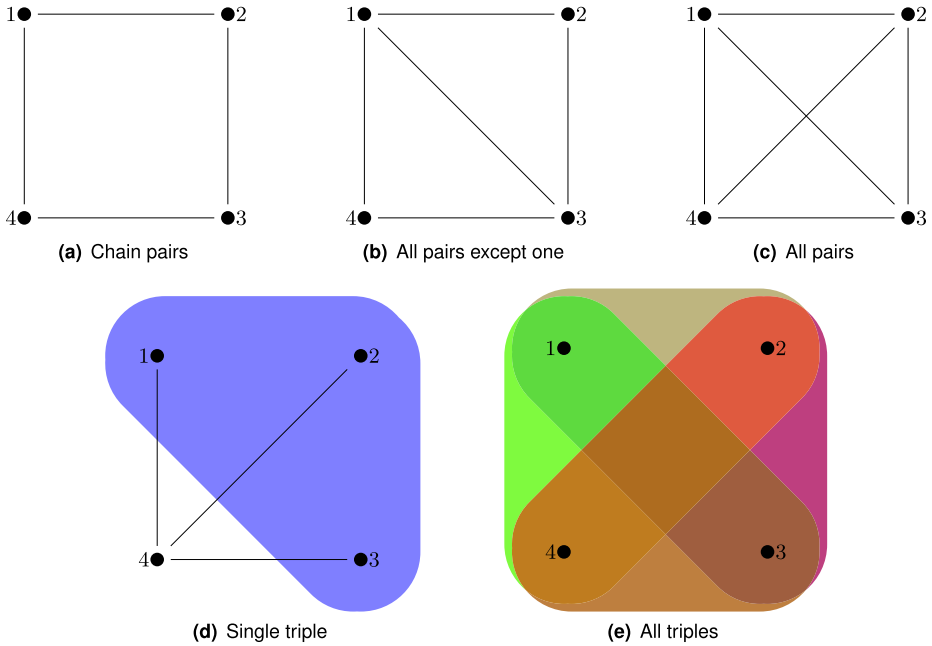 1 2 1 2 1 2
4 3 4 3 4 3
(a) Chain pairs (b) All pairs except one (c) All pairs
1 2 1 2
4 3 4 3
(d) Single triple (e) All triples